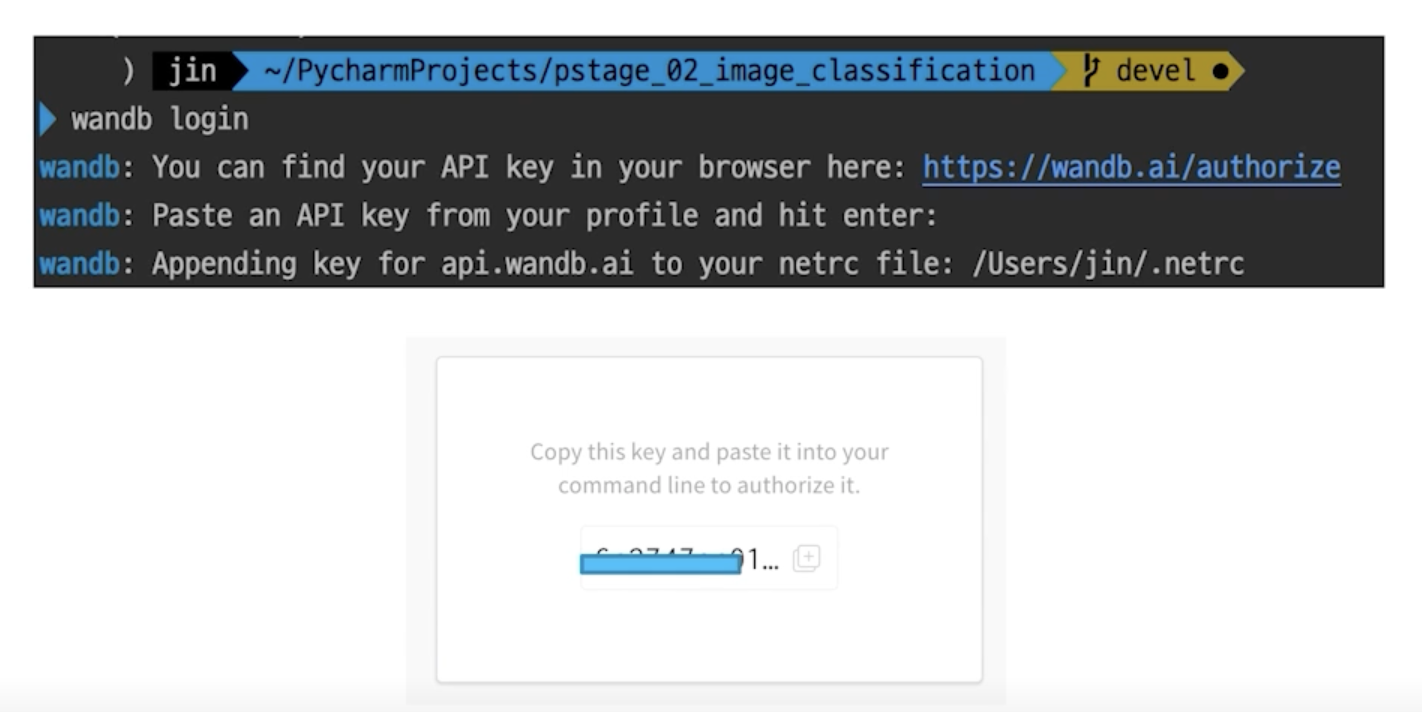 ) jin ~/PycharmProjects/pstage_02_image_classification devel ●
wandb login
wandb: You can find your API key in your browser here: https://wandb.ai/authorize
wandb: Paste an API key from your profile and hit enter:
wandb: Appending key for api.wandb.ai to your netrc file: /Users/jin/.netrc
Copy this key and paste it into your
command line to authorize it.